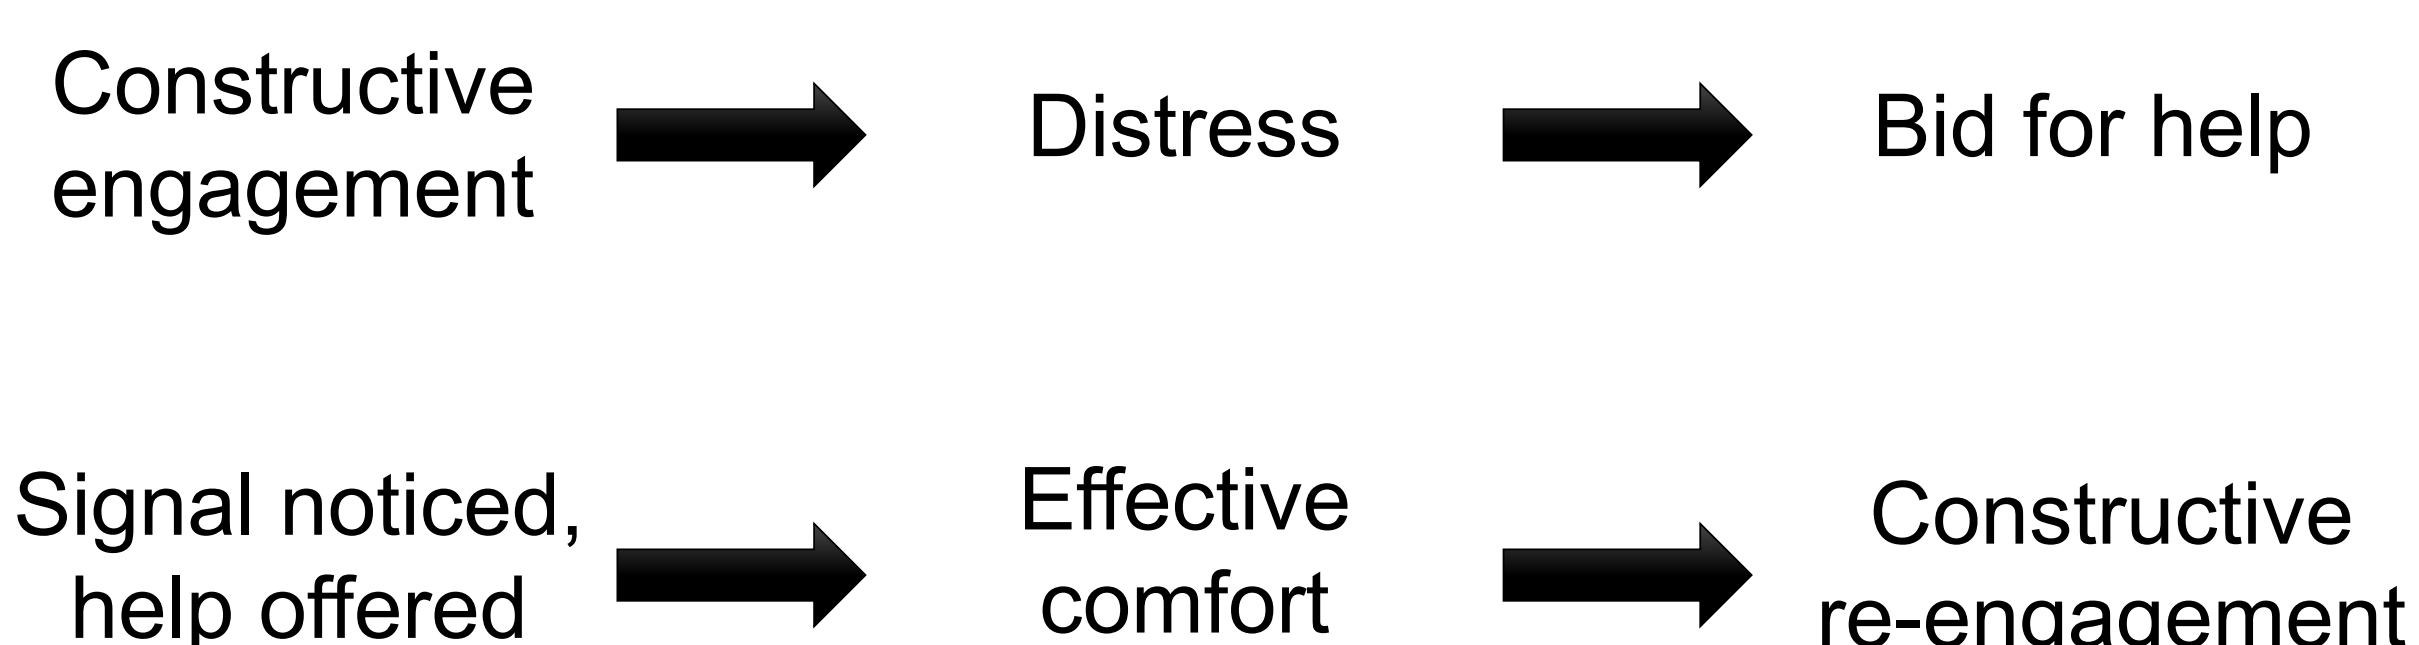 Constructive
engagement
Distress
Bid for help
Signal noticed,
help offered
Effective
comfort
Constructive
re-engagement